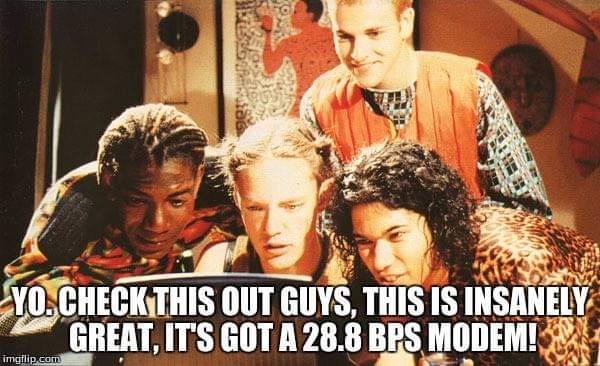 YO. CHECK THIS OUT GUYS, THIS IS INSANELY
GREAT, IT'S GOT A 28.8 BPS MODEM!
imgflip.com